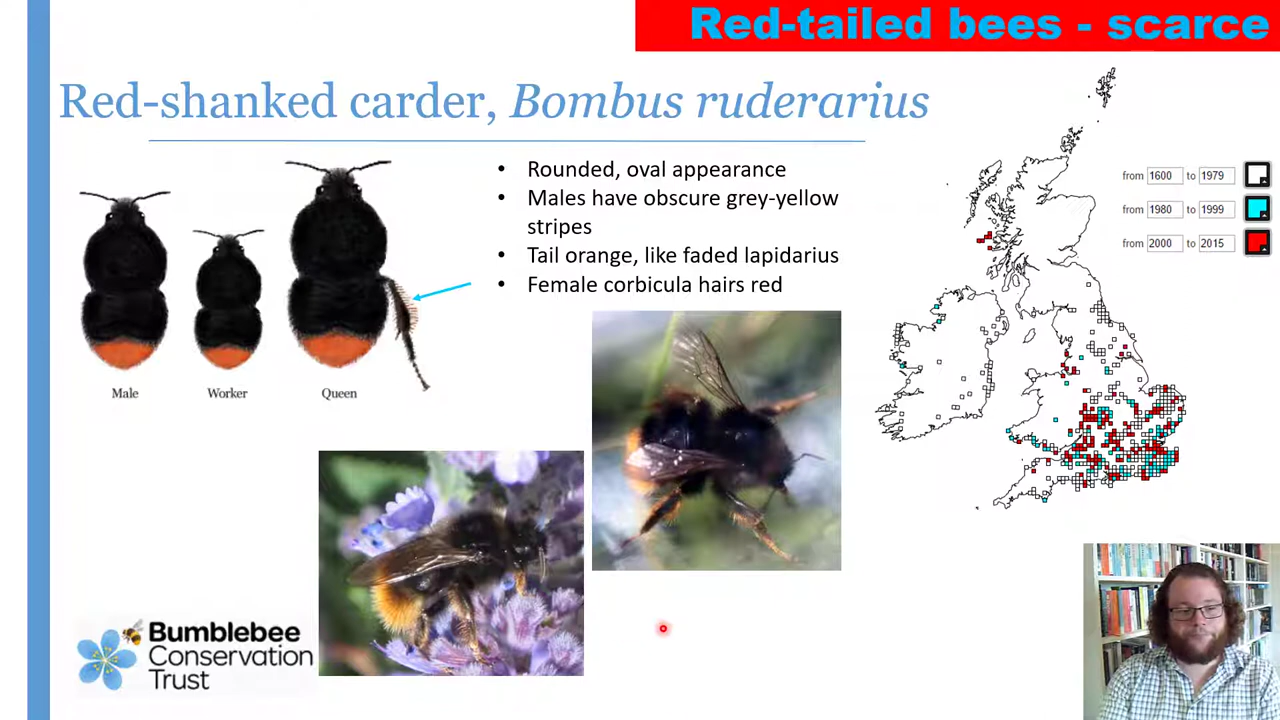 Red-tailed bees - scarce
Red-shanked carder, Bombus ruderarius
• Rounded, oval appearance
• Males have obscure grey-yellow
stripes
• Tail orange, like faded lapidarius
• Female corbicula hairs red
Male
Worker
Queen
from 1600 to 1979
from 1980 to 1999
from 2000 to 2015
Bumblebee
Conservation
Trust